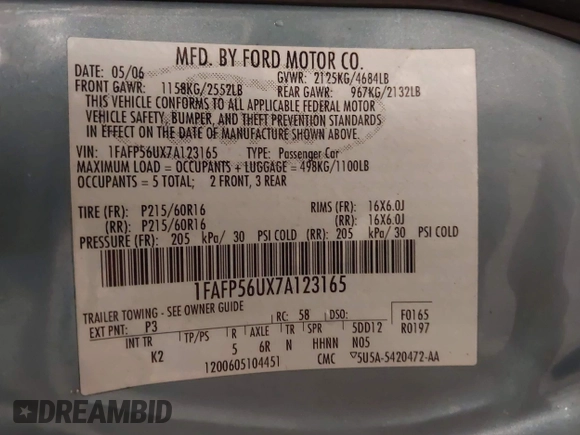 MFD. BY FORD MOTOR CO.
DATE: 05/06 GVWR: 2125KG/4684LB
FRONT GAWR: 1158KG/2552LB REAR GAWR: 967KG/2132LB
THIS VEHICLE CONFORMS TO ALL APPLICABLE FEDERAL MOTOR
VEHICLE SAFETY, BUMPER, AND THEFT PREVENTION STANDARDS
IN EFFECT ON THE DATE OF MANUFACTURE SHOWN ABOVE.
VIN: 1FAFP56UX7A123165 TYPE: Passenger Car
MAXIMUM LOAD = OCCUPANTS + LUGGAGE = 498KG/1100LB
OCCUPANTS = 5 TOTAL; 2 FRONT, 3 REAR
TIRE (FR): P215/60R16 RIMS (FR): 16X6.0J
(RR): P215/60R16 (RR): 16X6.0J
PRESSURE (FR): 205 kPa/ 30 PSI COLD (RR): 205 kPa/ 30 PSI COLD
1FAFP56UX7A123165
TRAILER TOWING - SEE OWNER GUIDE
EXT PNT: P3 RC: 58 DSO: F0165
INT TR TP/PS R AXLE TR SPR 5DD12 R0197
K2 5 6R N HHNN N05
1200605104451 CMC 5U5A-5420472-AA
DREAMBID